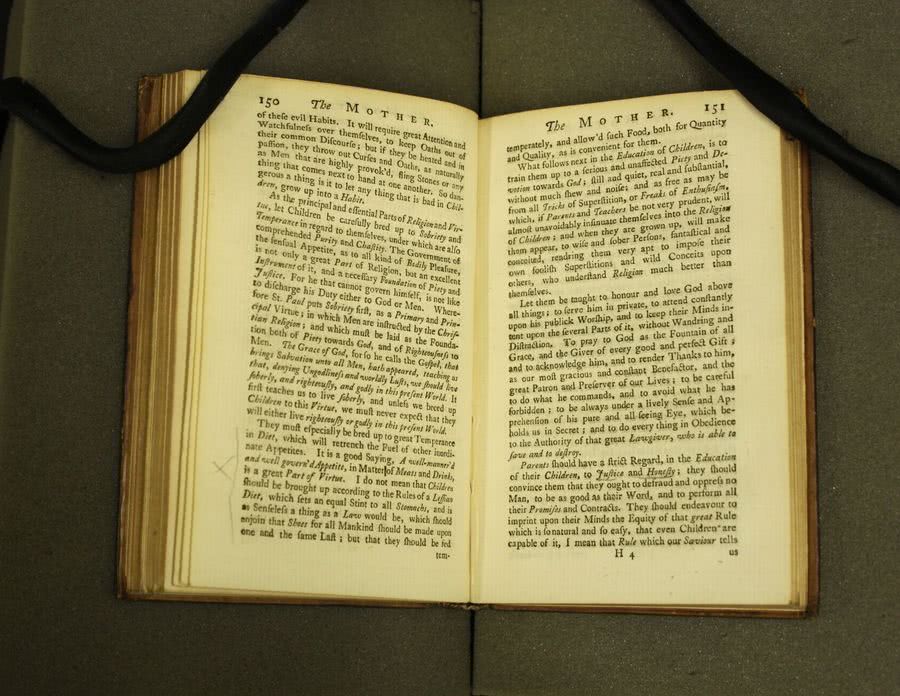 150 The MOTHER.
of theſe evil Habits. It will require great Attention and
Watchfulneſs over themſelves, to keep Oaths out of
their common Diſcourſe; but if they be heated and in
paſſion, they throw out Curſes and Oaths, as naturally
as Men that are highly provok'd, fling Stones or any
thing that comes next to hand at one another. So dan-
gerous a thing is it to let any thing that is bad in Chil-
dren, grow up into a Habit.
As the principal and eſſential Parts of Religion and Vir-
tue, let Children be carefully bred up to Sobriety and
Temperance in regard to themſelves, under which are alſo
comprehended Purity and Chaſtity. The Government of
the ſenſual Appetite, as to all kind of Bodily Pleaſure,
is not only a great Part of Religion, but an excellent
Inſtrument of it, and a neceſſary Foundation of Piety and
Juſtice. For he that cannot govern himſelf, is not like
to diſcharge his Duty either to God or Men. Where-
fore St. Paul puts Sobriety firſt, as a Primary and Prin-
cipal Virtue; in which Men are inſtructed by the Chriſ-
tian Religion; and which muſt be laid as the Founda-
tion both of Piety towards God, and of Righteouſneſs to
Men. The Grace of God, for ſo he calls the Goſpel, that
brings Salvation unto all Men, hath appeared, teaching us
that, denying Ungodlineſs and worldly Luſts, we ſhould live
ſoberly, and righteouſly, and godly in this preſent World. It
firſt teaches us to live ſoberly, and unleſs we breed up
Children to this Virtue, we muſt never expect that they
will either live righteouſly or godly in this preſent World.
They muſt eſpecially be bred up to great Temperance
in Diet, which will retrench the Fuel of other inordi-
nate Appetites. It is a good Saying, A well-manner'd
and well govern'd Appetite, in Matter of Meats and Drinks,
is a great Part of Virtue. I do not mean that Children
ſhould be brought up according to the Rules of a Leſſian
Diet, which ſets an equal Stint to all Stomachs, and is
as Senſeleſs a thing as a Law would be, which ſhould
enjoin that Shoes for all Mankind ſhould be made upon
one and the ſame Laſt; but that they ſhould be fed
tem-
The MOTHER. 151
temperately, and allow'd ſuch Food, both for Quantity
and Quality, as is convenient for them.
What follows next in the Education of Children, is to
train them up to a ſerious and unaffected Piety and De-
votion towards God; ſtill and quiet, real and ſubſtantial,
without much ſhew and noiſe; and as free as may be
from all Tricks of Superſtition, or Freaks of Enthuſiaſm,
which, if Parents and Teachers be not very prudent, will
almoſt unavoidably inſinuate themſelves into the Religion
of Children; and when they are grown up, will make
them appear, to wiſe and ſober Perſons, fantaſtical and
conceited, rendring them very apt to impoſe their
own fooliſh Superſtitions and wild Conceits upon
others, who underſtand Religion much better than
themſelves.
Let them be taught to honour and love God above
all things; to ſerve him in private, to attend conſtantly
upon his publick Worſhip, and to keep their Minds in-
tent upon the ſeveral Parts of it, without Wandring and
Diſtraction. To pray to God as the Fountain of all
Grace, and the Giver of every good and perfect Gift;
and to acknowledge him, and to render Thanks to him,
as our moſt gracious and conſtant Benefactor, and the
great Patron and Preſerver of our Lives; to be careful
to do what he commands, and to avoid what he has
forbidden; to be always under a lively Senſe and Ap-
prehenſion of his pure and all-ſeeing Eye, which be-
holds us in Secret; and to do every thing in Obedience
to the Authority of that great Lawgiver, who is able to
ſave and to deſtroy.
Parents ſhould have a ſtrict Regard, in the Education
of their Children, to Juſtice and Honeſty; they ſhould
convince them that they ought to defraud and oppreſs no
Man, to be as good as their Word, and to perform all
their Promiſes and Contracts. They ſhould endeavour to
imprint upon their Minds the Equity of that great Rule
which is ſo natural and ſo eaſy, that even Children are
capable of it, I mean that Rule which our Saviour tells
H 4 us